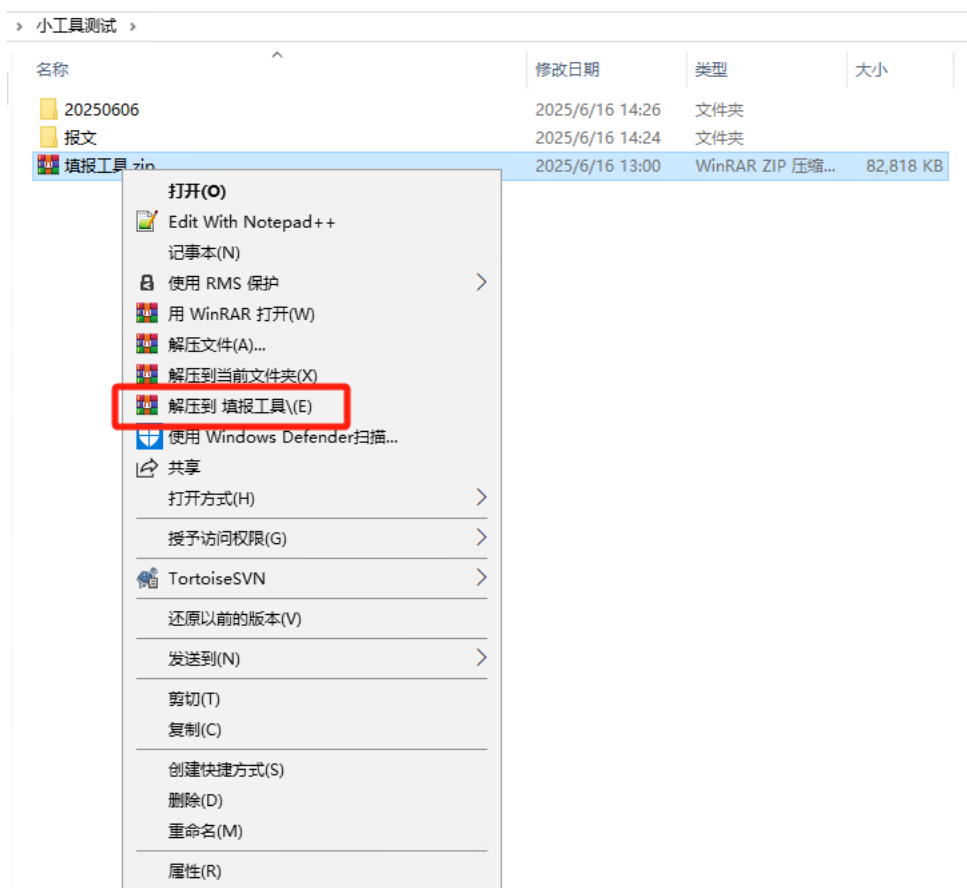 小工具测试
名称 修改日期 类型 大小
20250606 2025/6/16 14:26 文件夹
报文 2025/6/16 14:24 文件夹
填报工具.zip 2025/6/16 13:00 WinRAR ZIP 压缩... 82,818 KB
打开(O)
Edit With Notepad++
记事本(N)
使用 RMS 保护
用 WinRAR 打开(W)
解压文件(A)...
解压到当前文件夹(X)
解压到 填报工具\(E)
使用 Windows Defender扫描...
共享
打开方式(H)
授予访问权限(G)
TortoiseSVN
还原以前的版本(V)
发送到(N)
剪切(T)
复制(C)
创建快捷方式(S)
删除(D)
重命名(M)
属性(R)